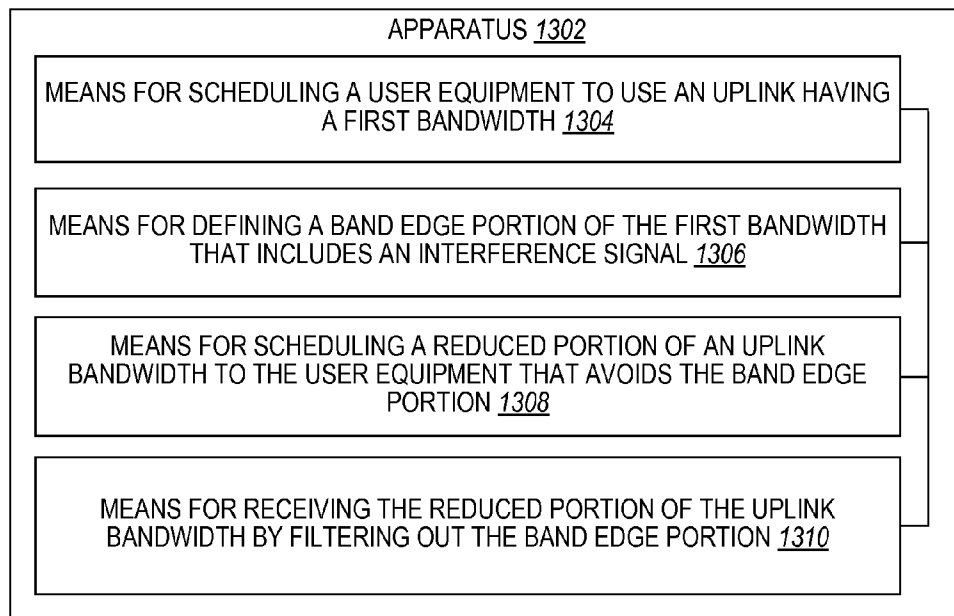 APPARATUS 1302
MEANS FOR SCHEDULING A USER EQUIPMENT TO USE AN UPLINK HAVING
A FIRST BANDWIDTH 1304
MEANS FOR DEFINING A BAND EDGE PORTION OF THE FIRST BANDWIDTH
THAT INCLUDES AN INTERFERENCE SIGNAL 1306
MEANS FOR SCHEDULING A REDUCED PORTION OF AN UPLINK
BANDWIDTH TO THE USER EQUIPMENT THAT AVOIDS THE BAND EDGE
PORTION 1308
MEANS FOR RECEIVING THE REDUCED PORTION OF THE UPLINK
BANDWIDTH BY FILTERING OUT THE BAND EDGE PORTION 1310